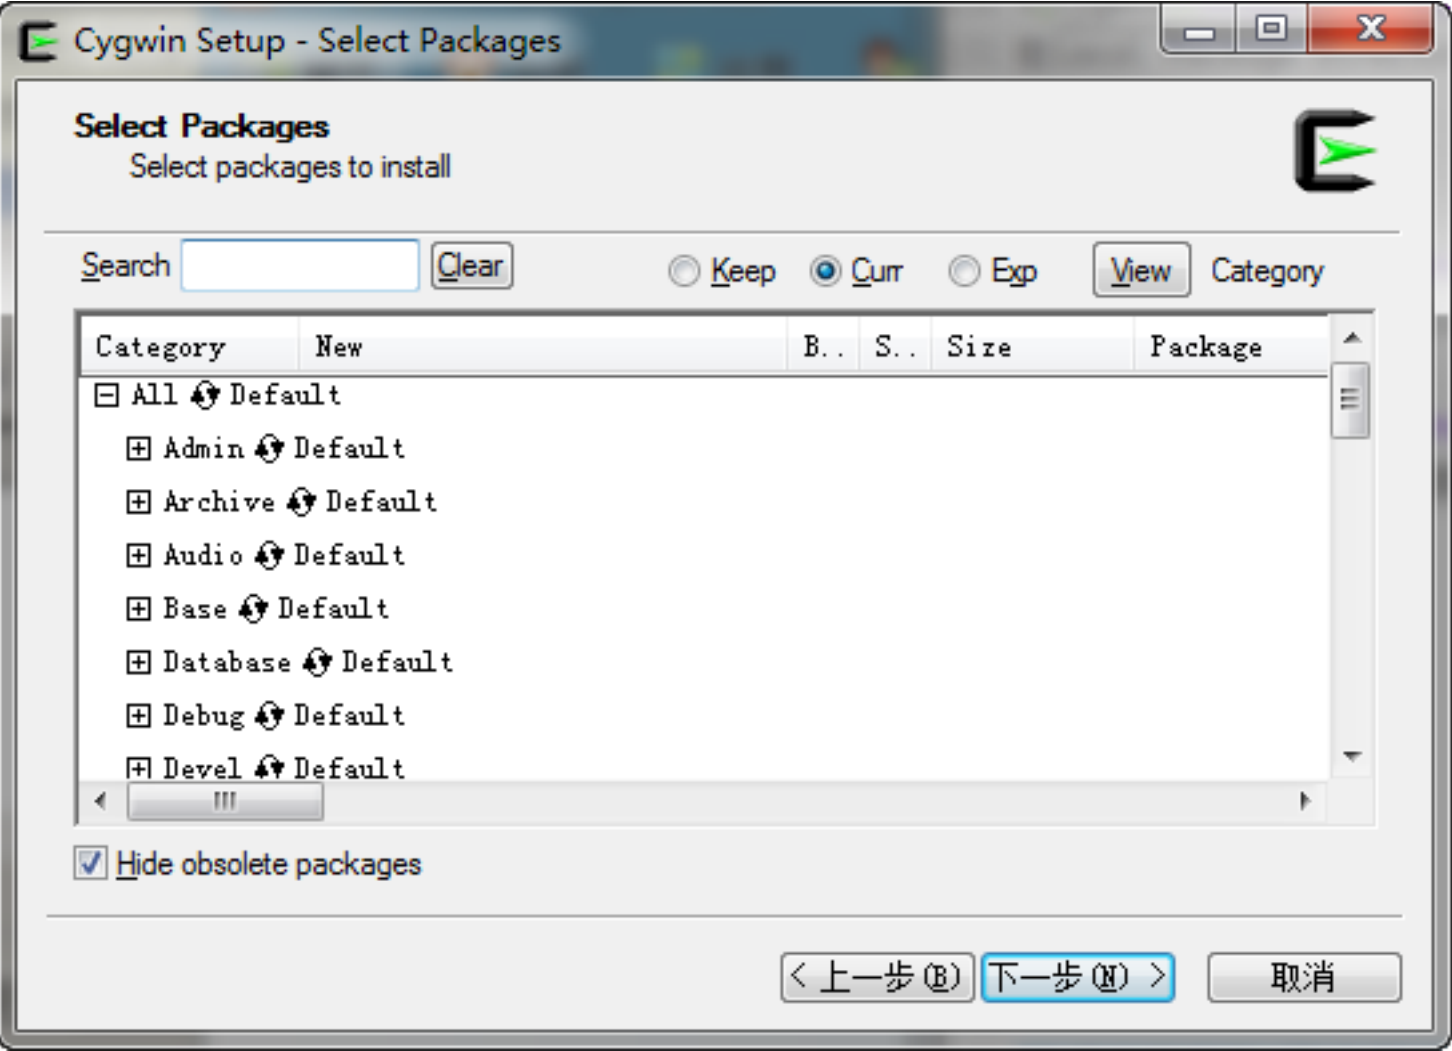 Cygwin Setup - Select Packages
Select Packages
Select packages to install
Search Clear Keep Curr Exp View Category
Category New B.. S.. Size Package
All Default
Admin Default
Archive Default
Audio Default
Base Default
Database Default
Debug Default
Devel Default
Hide obsolete packages
< 上一步(B) 下一步(N) > 取消